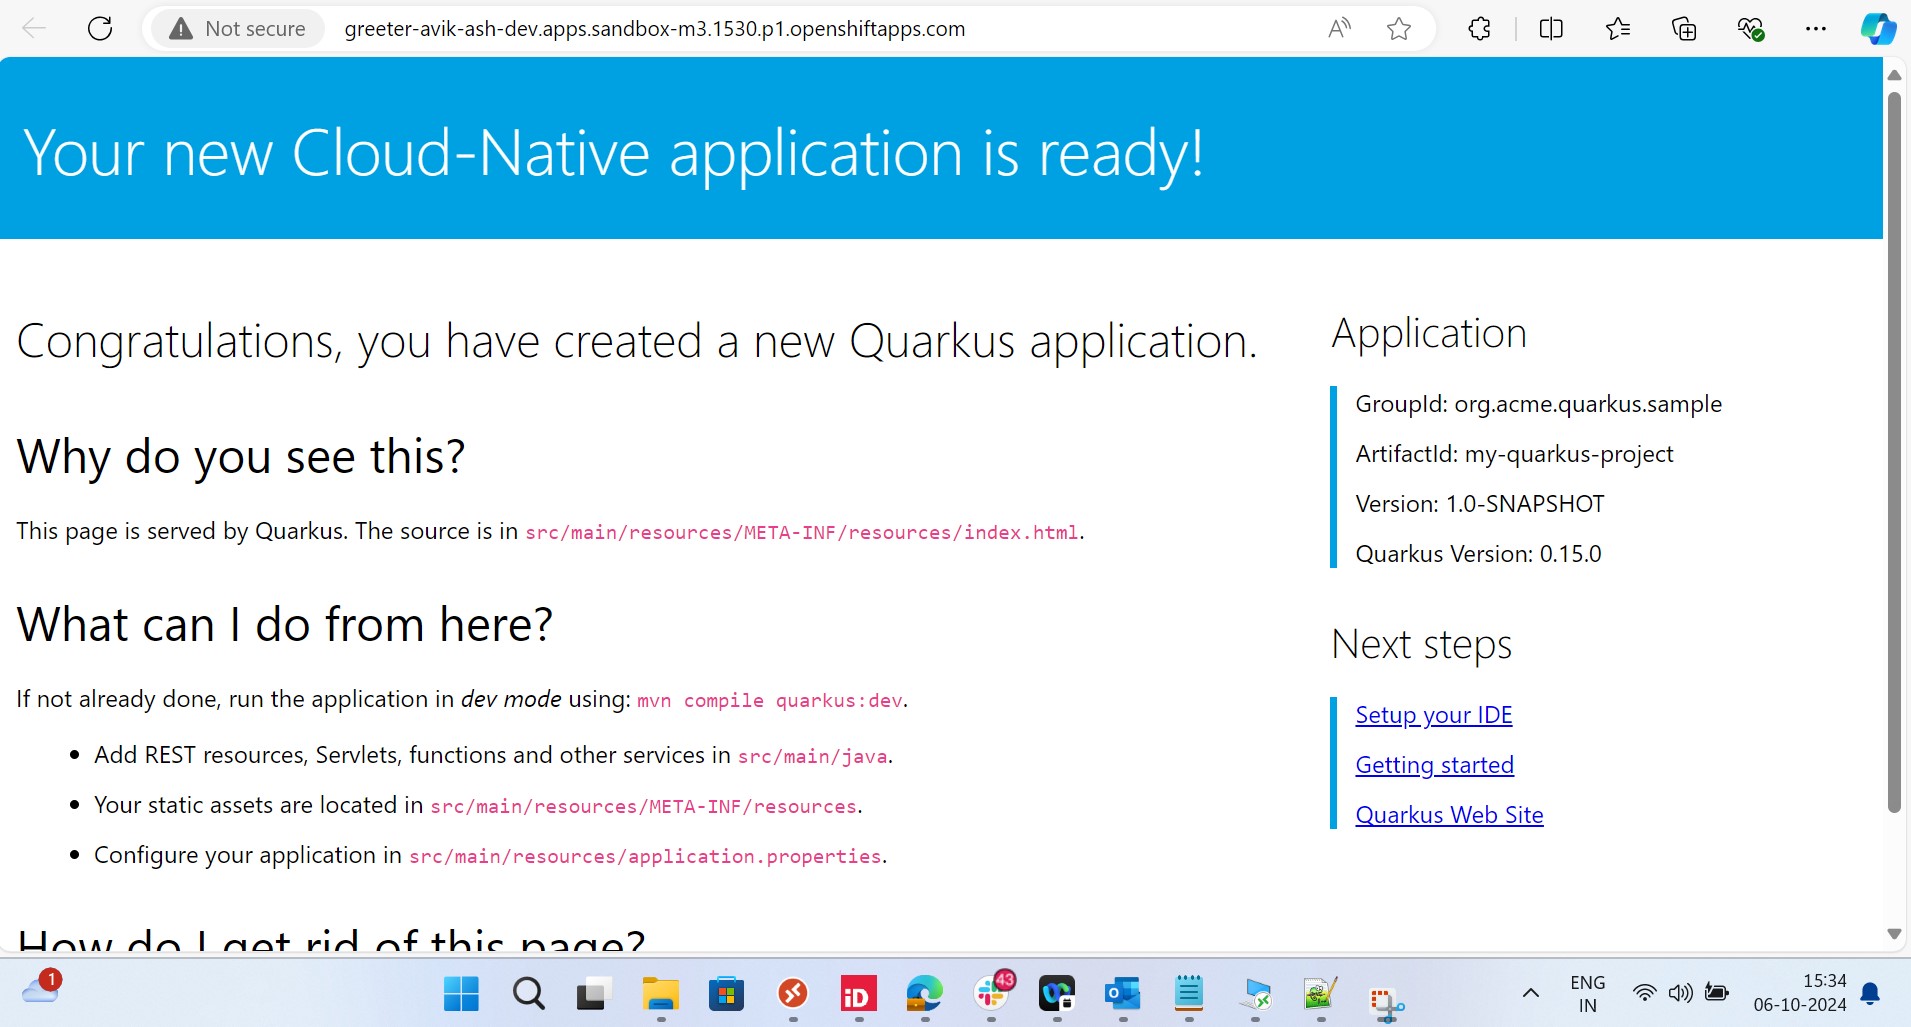 Not secure
greeter-avik-ash-dev.apps.sandbox-m3.1530.p1.openshiftapps.com
Your new Cloud-Native application is ready!
Congratulations, you have created a new Quarkus application.
Why do you see this?
This page is served by Quarkus. The source is in src/main/resources/META-INF/resources/index.html.
What can I do from here?
If not already done, run the application in dev mode using: mvn compile quarkus:dev.
• Add REST resources, Servlets, functions and other services in src/main/java.
• Your static assets are located in src/main/resources/META-INF/resources.
• Configure your application in src/main/resources/application.properties.
How do I get rid of this page?
Application
GroupId: org.acme.quarkus.sample
ArtifactId: my-quarkus-project
Version: 1.0-SNAPSHOT
Quarkus Version: 0.15.0
Next steps
Setup your IDE
Getting started
Quarkus Web Site
1
iD
43
ENG
IN
15:34
06-10-2024